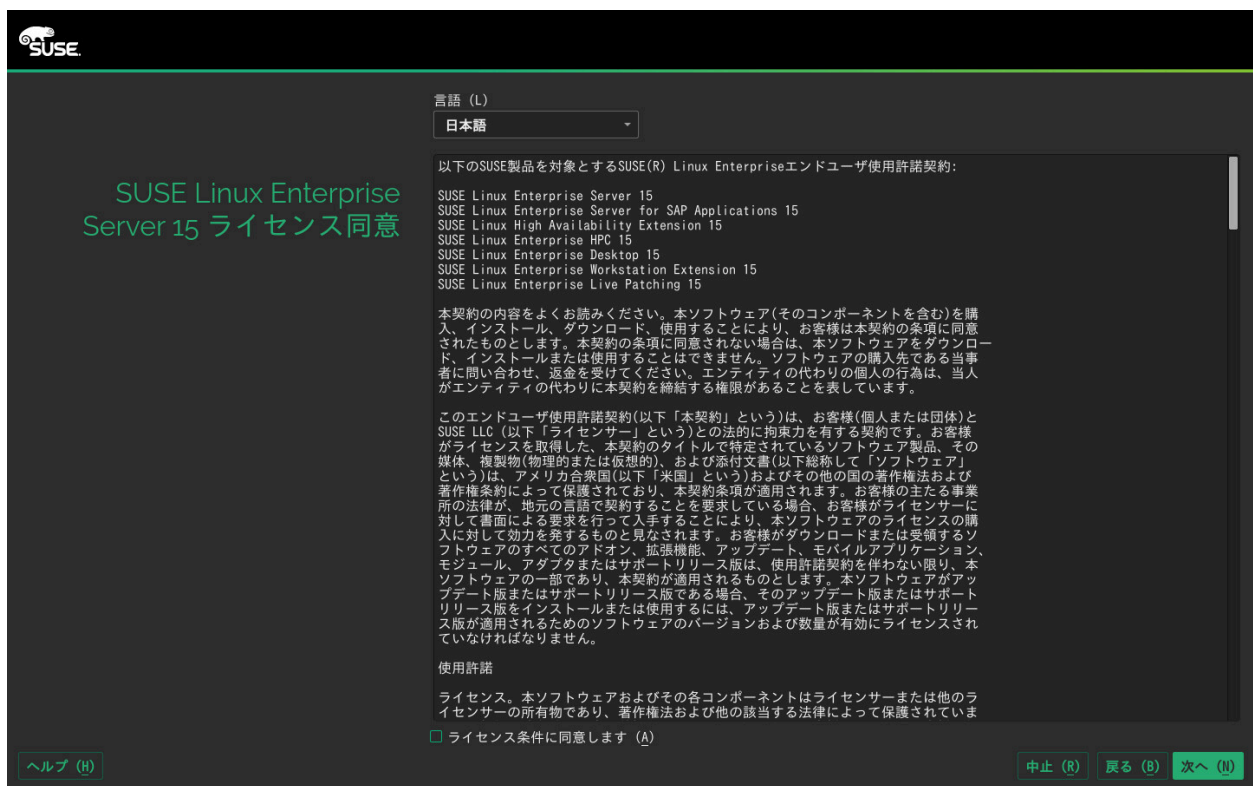 SUSE.
言語 (L)
日本語
SUSE Linux Enterprise
Server 15 ライセンス同意
以下のSUSE製品を対象とするSUSE(R) Linux Enterpriseエンドユーザ使用許諾契約:
SUSE Linux Enterprise Server 15
SUSE Linux Enterprise Server for SAP Applications 15
SUSE Linux High Availability Extension 15
SUSE Linux Enterprise HPC 15
SUSE Linux Enterprise Desktop 15
SUSE Linux Enterprise Workstation Extension 15
SUSE Linux Enterprise Live Patching 15
本契約の内容をよくお読みください。本ソフトウェア(そのコンポーネントを含む)を購
入、インストール、ダウンロード、使用することにより、お客様は本契約の条項に同意
されたものとします。本契約の条項に同意されない場合は、本ソフトウェアをダウンロー
ド、インストールまたは使用することはできません。ソフトウェアの購入先である当事
者に問い合わせ、返金を受けてください。エンティティの代わりの個人の行為は、当人
がエンティティの代わりに本契約を締結する権限があることを表しています。
このエンドユーザ使用許諾契約(以下「本契約」という)は、お客様(個人または団体)と
SUSE LLC (以下「ライセンサー」という)との法的に拘束力を有する契約です。お客様
がライセンスを取得した、本契約のタイトルで特定されているソフトウェア製品、その
媒体、複製物(物理的または仮想的)、および添付文書(以下総称して「ソフトウェア」
という)は、アメリカ合衆国(以下「米国」という)およびその他の国の著作権法および
著作権条約によって保護されており、本契約条項が適用されます。お客様の主たる事業
所の法律が、地元の言語で契約することを要求している場合、お客様がライセンサーに
対して書面による要求を行って入手することにより、本ソフトウェアのライセンスの購
入に対して効力を発するものと見なされます。お客様がダウンロードまたは受領するソ
フトウェアのすべてのアドオン、拡張機能、アップデート、モバイルアプリケーション、
モジュール、アダプタまたはサポートリリース版は、使用許諾契約を伴わない限り、本
ソフトウェアの一部であり、本契約が適用されるものとします。本ソフトウェアがアッ
プデート版またはサポートリリース版である場合、そのアップデート版またはサポート
リリース版をインストールまたは使用するには、アップデート版またはサポートリリー
ス版が適用されるためのソフトウェアのバージョンおよび数量が有効にライセンスされ
ていなければなりません。
使用許諾
ライセンス。本ソフトウェアおよびその各コンポーネントはライセンサーまたは他のラ
イセンサーの所有物であり、著作権法および他の該当する法律によって保護されていま
ライセンス条件に同意します (A)
ヘルプ (H)
中止 (R)
戻る (B)
次へ (N)